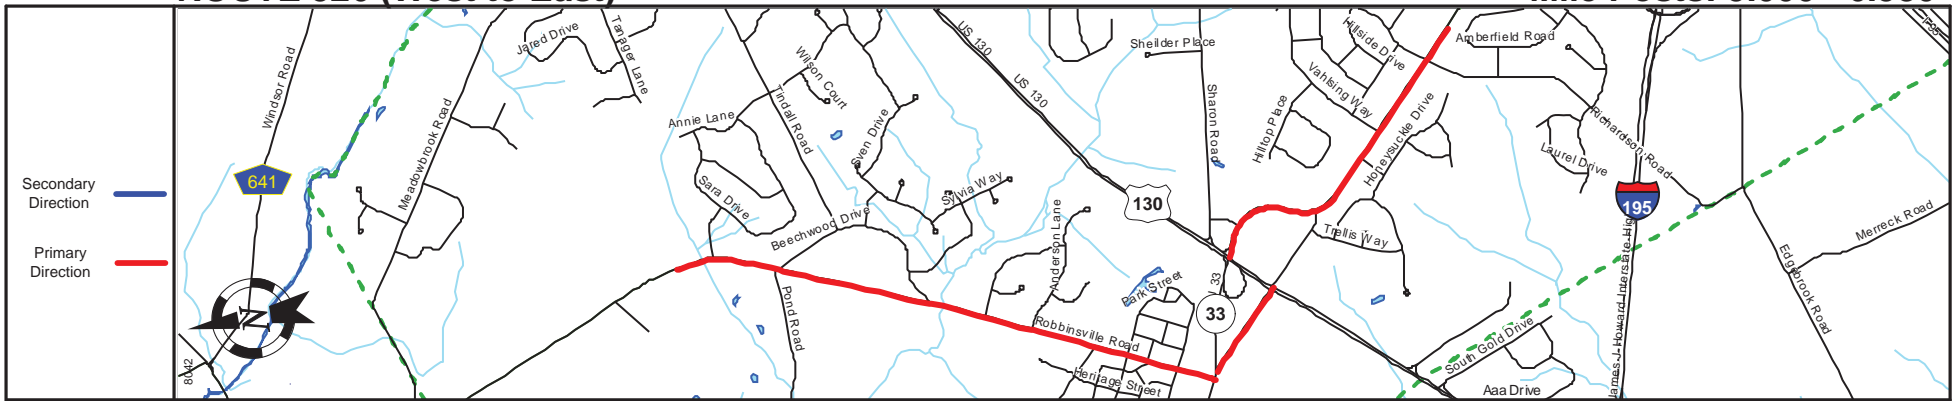 Secondary
Direction
Primary
Direction
Windsor Road
641
8042
N
Meadowbrook Road
Jared Drive
Tanager Lane
Annie Lane
Sara Drive
Tindall Road
Wilson Court
Sven Drive
Sylvia Way
Beechwood Drive
Pond Road
US 130
US 130
Anderson Lane
Park Street
Robbinsville Road
Heritage Street
Sheilder Place
Sharon Road
130
33
33
Hilltop Place
Hillside Drive
Vahlsing Way
Honeysuckle Drive
Trellis Way
Amberfield Road
Richardson Road
Laurel Drive
195
James J Howard Interstate Hig
South Gold Drive
Aaa Drive
Edgebrook Road
Merreck Road